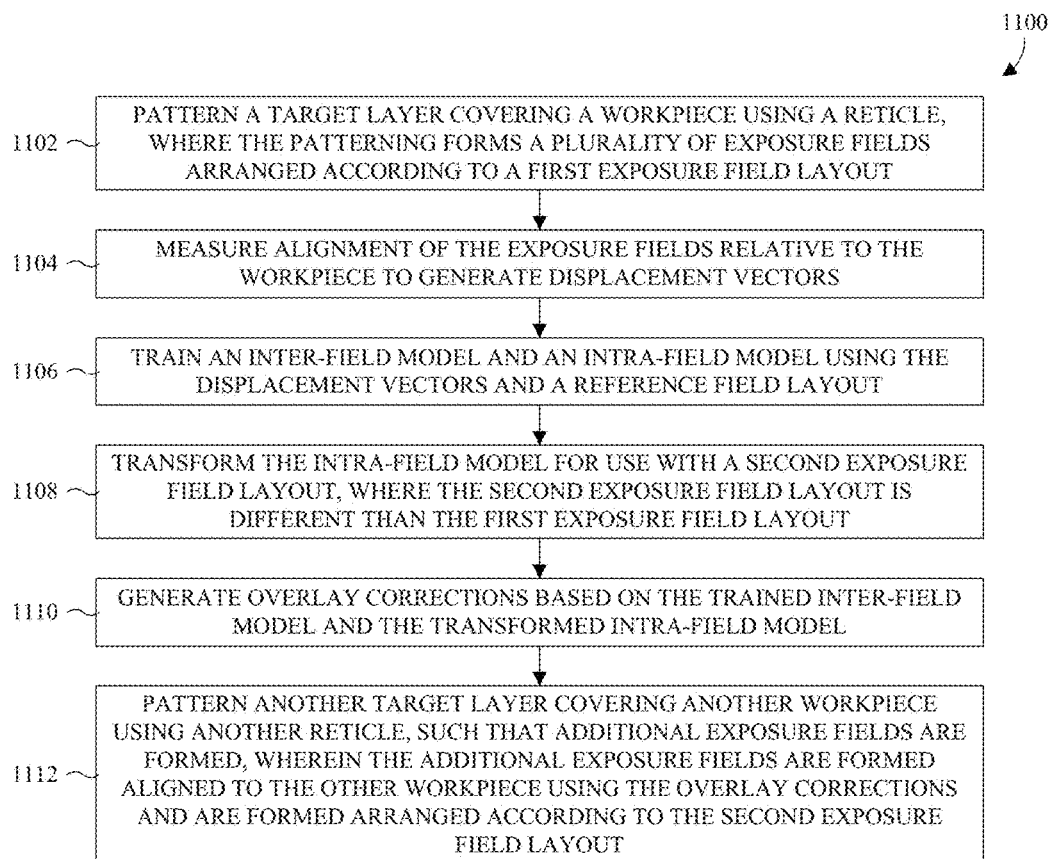 1100
1102
PATTERN A TARGET LAYER COVERING A WORKPIECE USING A RETICLE,
WHERE THE PATTERNING FORMS A PLURALITY OF EXPOSURE FIELDS
ARRANGED ACCORDING TO A FIRST EXPOSURE FIELD LAYOUT
1104
MEASURE ALIGNMENT OF THE EXPOSURE FIELDS RELATIVE TO THE
WORKPIECE TO GENERATE DISPLACEMENT VECTORS
1106
TRAIN AN INTER-FIELD MODEL AND AN INTRA-FIELD MODEL USING THE
DISPLACEMENT VECTORS AND A REFERENCE FIELD LAYOUT
1108
TRANSFORM THE INTRA-FIELD MODEL FOR USE WITH A SECOND EXPOSURE
FIELD LAYOUT, WHERE THE SECOND EXPOSURE FIELD LAYOUT IS
DIFFERENT THAN THE FIRST EXPOSURE FIELD LAYOUT
1110
GENERATE OVERLAY CORRECTIONS BASED ON THE TRAINED INTER-FIELD
MODEL AND THE TRANSFORMED INTRA-FIELD MODEL
1112
PATTERN ANOTHER TARGET LAYER COVERING ANOTHER WORKPIECE
USING ANOTHER RETICLE, SUCH THAT ADDITIONAL EXPOSURE FIELDS ARE
FORMED, WHEREIN THE ADDITIONAL EXPOSURE FIELDS ARE FORMED
ALIGNED TO THE OTHER WORKPIECE USING THE OVERLAY CORRECTIONS
AND ARE FORMED ARRANGED ACCORDING TO THE SECOND EXPOSURE
FIELD LAYOUT